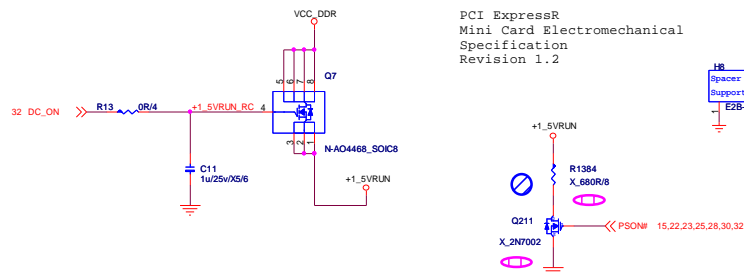 VCC_DDR
PCI ExpressR
Mini Card Electromechanical
Specification
Revision 1.2
5 6 7 8
Q7
H8
Spacer
Support
E2B-
1
32 DC_ON
R13
0R/4
+1_5VRUN_RC
4
3 2 1
N-AO4468_SOIC8
+1_5VRUN
C11
1u/25v/X5/6
+1_5VRUN
R1384
X_680R/8
Q211
PSON# 15,22,23,25,28,30,32
X_2N7002